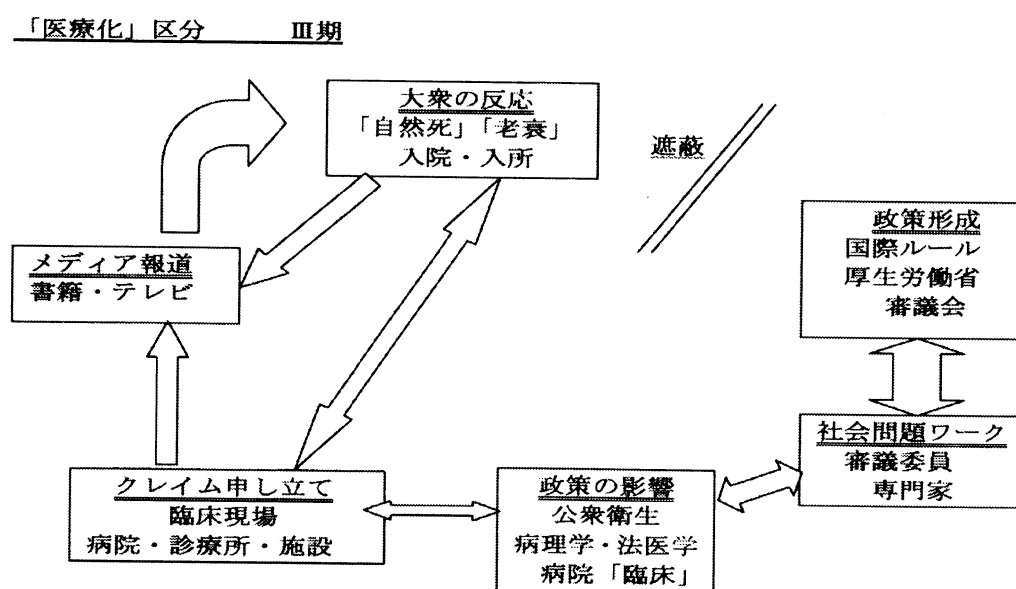 「医療化」区分　　　Ⅲ期
大衆の反応
「自然死」「老衰」
入院・入所
遮蔽
政策形成
国際ルール
厚生労働省
審議会
メディア報道
書籍・テレビ
社会問題ワーク
審議委員
専門家
クレイム申し立て
臨床現場
病院・診療所・施設
政策の影響
公衆衛生
病理学・法医学
病院「臨床」